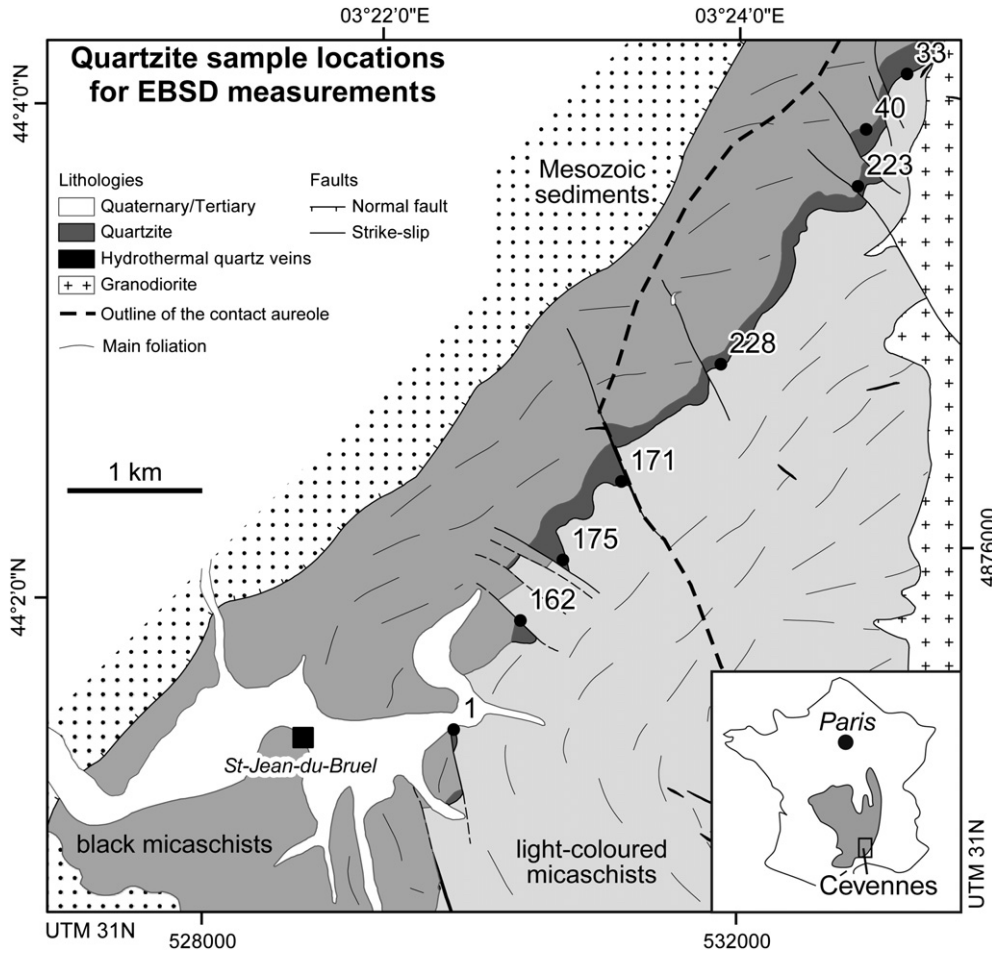 03°22'0"E
03°24'0"E
Quartzite sample locations
for EBSD measurements
33
44°4'0"N
40
223
Mesozoic
sediments
Lithologies
Faults
Quaternary/Tertiary
Normal fault
Quartzite
Strike-slip
Hydrothermal quartz veins
Granodiorite
Outline of the contact aureole
Main foliation
228
1 km
171
175
4876000
44°2'0"N
162
1
St-Jean-du-Bruel
Paris
black micaschists
light-coloured
micaschists
Cevennes
UTM 31N
UTM 31N
528000
532000